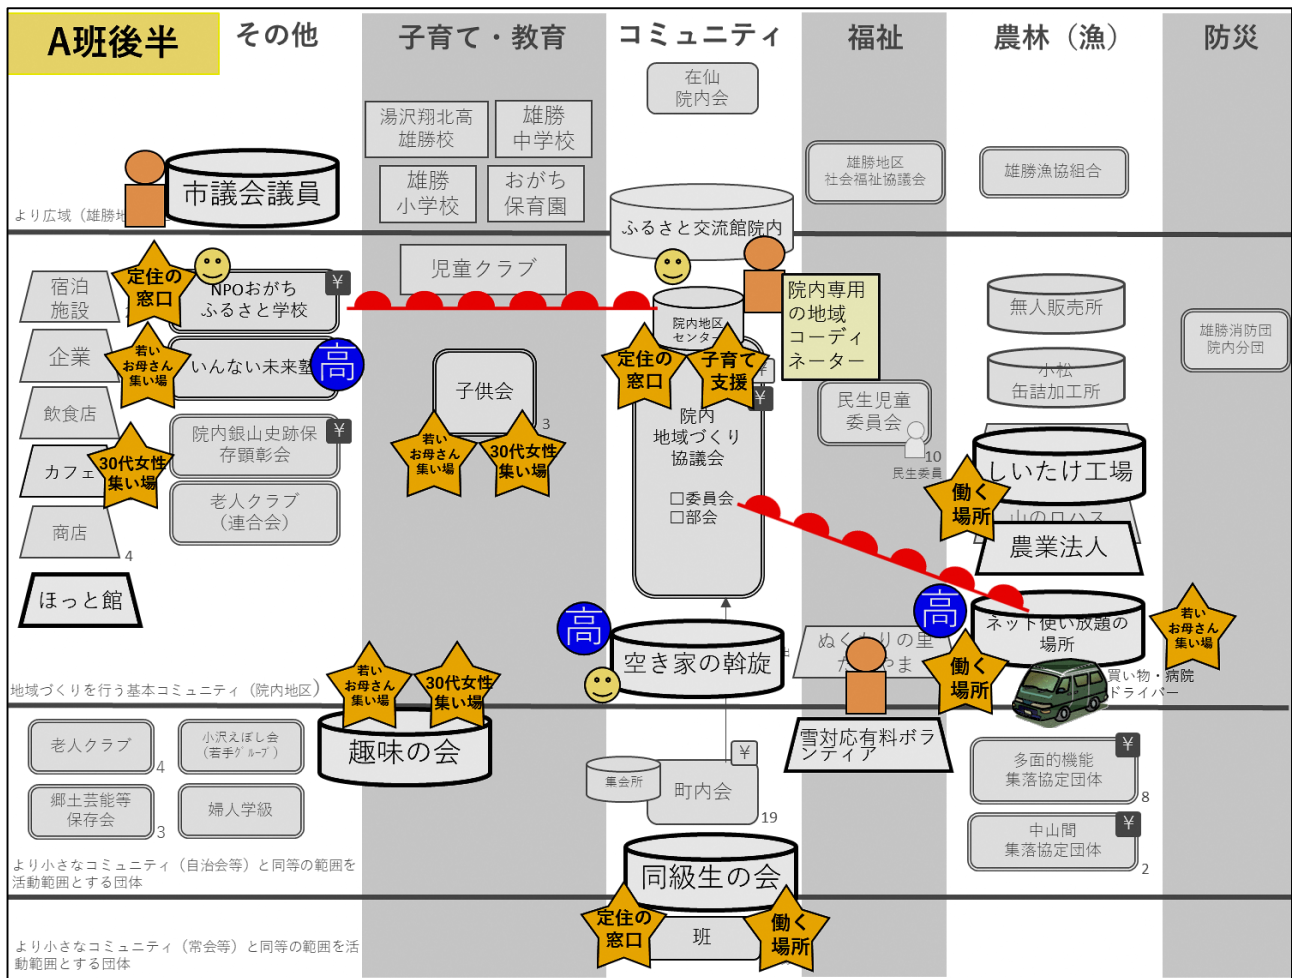 A班後半
その他
子育て・教育
コミュニティ
福祉
農林（漁）
防災
在仙
院内会
湯沢翔北高
雄勝校
雄勝
中学校
雄勝
小学校
おがち
保育園
市議会議員
雄勝地区
社会福祉協議会
雄勝漁協組合
より広域（雄勝地
ふるさと交流館院内
児童クラブ
宿泊
施設
定住の
窓口
NPOおがち
ふるさと学校
¥
院内地区
センター
院内専用
の地域
コーディ
ネーター
無人販売所
雄勝消防団
院内分団
企業
若い
お母さん
集い場
いんない未来塾
高
子供会
3
定住の
窓口
子育て
支援
¥
¥
小松
缶詰加工所
飲食店
院内銀山史跡保
存顕彰会
¥
若い
お母さん
集い場
30代女性
集い場
院内
地域づくり
協議会
□委員会
□部会
民生児童
委員会
10
民生委員
しいたけ工場
働く
場所
山のロハス
農業法人
カフェ
30代女性
集い場
老人クラブ
（連合会）
商店
4
ほっと館
高
空き家の斡旋
ぬくもりの里
高
ネット使い放題の
場所
働く
場所
若い
お母さん
集い場
買い物・病院
ドライバー
地域づくりを行う基本コミュニティ（院内地区）
若い
お母さん
集い場
30代女性
集い場
趣味の会
雪対応有料ボラ
ンティア
老人クラブ
4
小沢えぼし会
（若手ｸﾞﾙｰﾌﾟ）
郷土芸能等
保存会
3
婦人学級
集会所
町内会
¥
19
多面的機能
集落協定団体
¥
8
中山間
集落協定団体
¥
2
より小さなコミュニティ（自治会等）と同等の範囲を
活動範囲とする団体
同級生の会
定住の
窓口
働く
場所
班
より小さなコミュニティ（常会等）と同等の範囲を活
動範囲とする団体